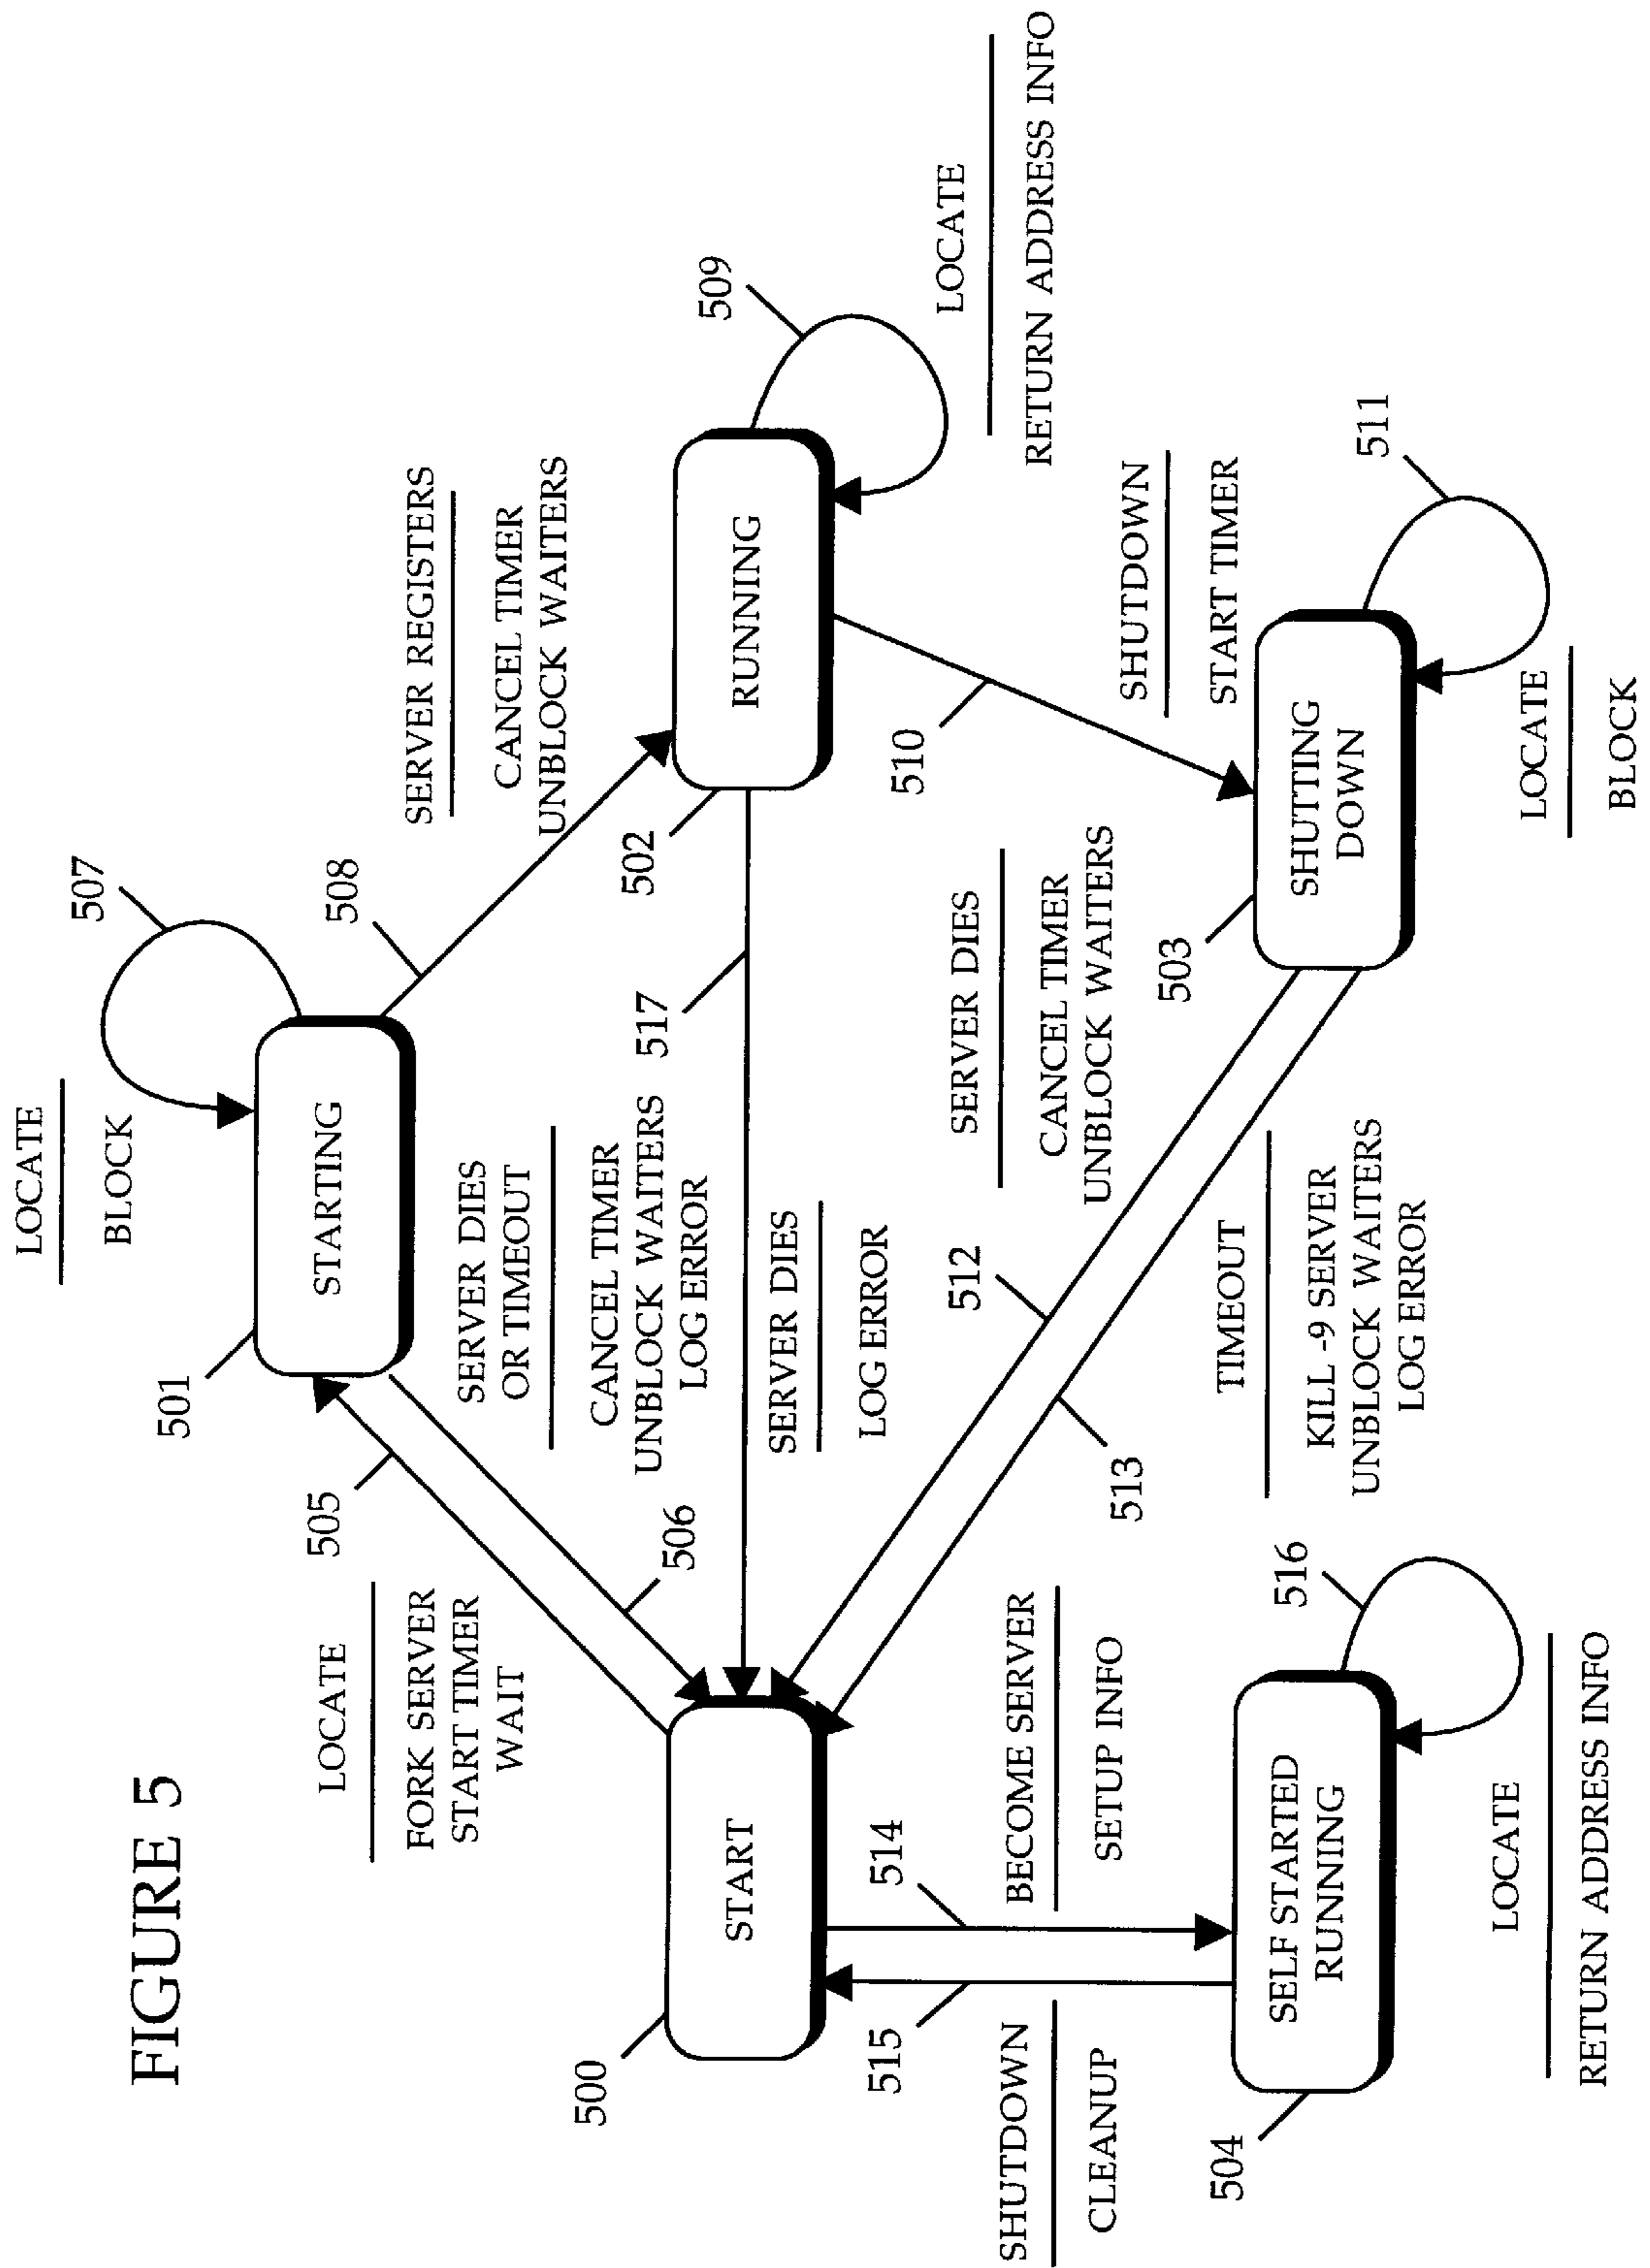 FIGURE 5
LOCATE
BLOCK
507
501
STARTING
508
SERVER REGISTERS
CANCEL TIMER
UNBLOCK WAITERS
505
LOCATE
FORK SERVER
START TIMER
WAIT
SERVER DIES
OR TIMEOUT
CANCEL TIMER
UNBLOCK WAITERS
LOG ERROR
506
517
502
RUNNING
509
LOCATE
RETURN ADDRESS INFO
500
START
SERVER DIES
LOG ERROR
510
SHUTDOWN
START TIMER
512
SERVER DIES
CANCEL TIMER
UNBLOCK WAITERS
503
SHUTTING
DOWN
511
LOCATE
BLOCK
513
TIMEOUT
KILL -9 SERVER
UNBLOCK WAITERS
LOG ERROR
515
SHUTDOWN
CLEANUP
514
BECOME SERVER
SETUP INFO
504
SELF STARTED
RUNNING
516
LOCATE
RETURN ADDRESS INFO